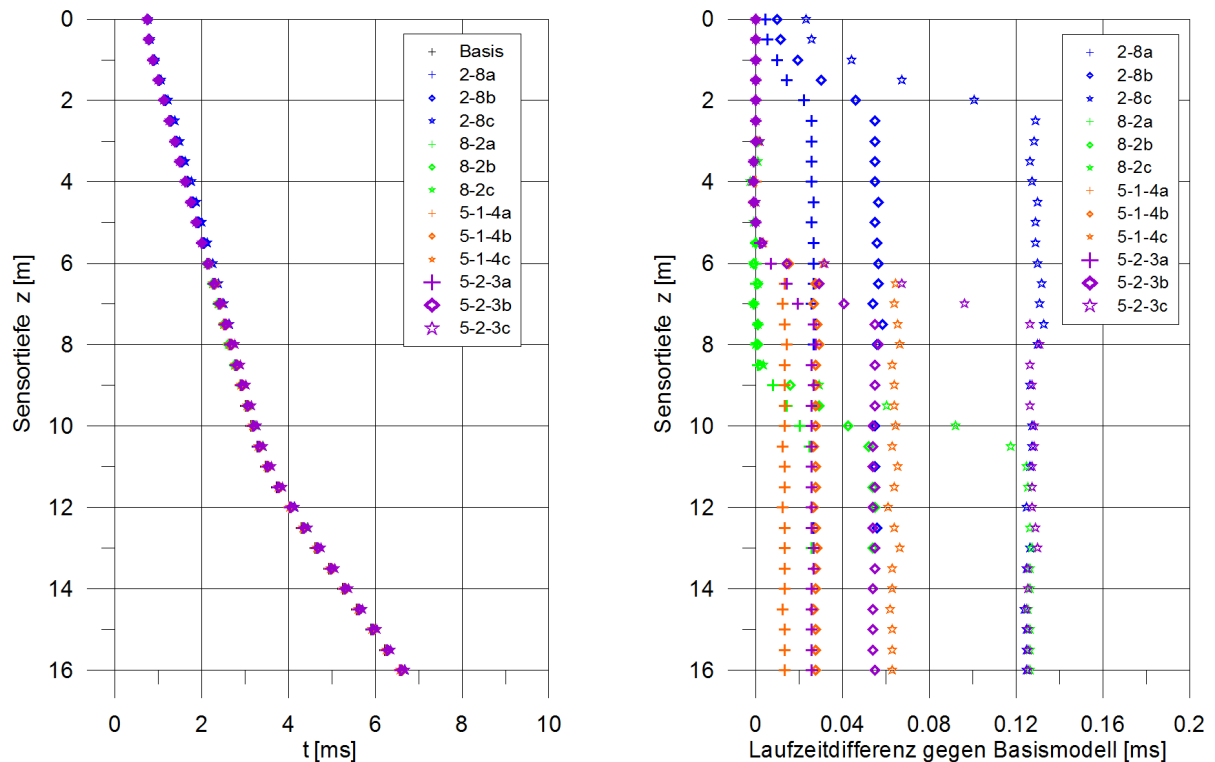 0
2
4
6
8
10
12
14
16
Sensortiefe z [m]
Basis
2-8a
2-8b
2-8c
8-2a
8-2b
8-2c
5-1-4a
5-1-4b
5-1-4c
5-2-3a
5-2-3b
5-2-3c
0 2 4 6 8 10
t [ms]
0
2
4
6
8
10
12
14
16
Sensortiefe z [m]
2-8a
2-8b
2-8c
8-2a
8-2b
8-2c
5-1-4a
5-1-4b
5-1-4c
5-2-3a
5-2-3b
5-2-3c
0 0.04 0.08 0.12 0.16 0.2
Laufzeitdifferenz gegen Basismodell [ms]